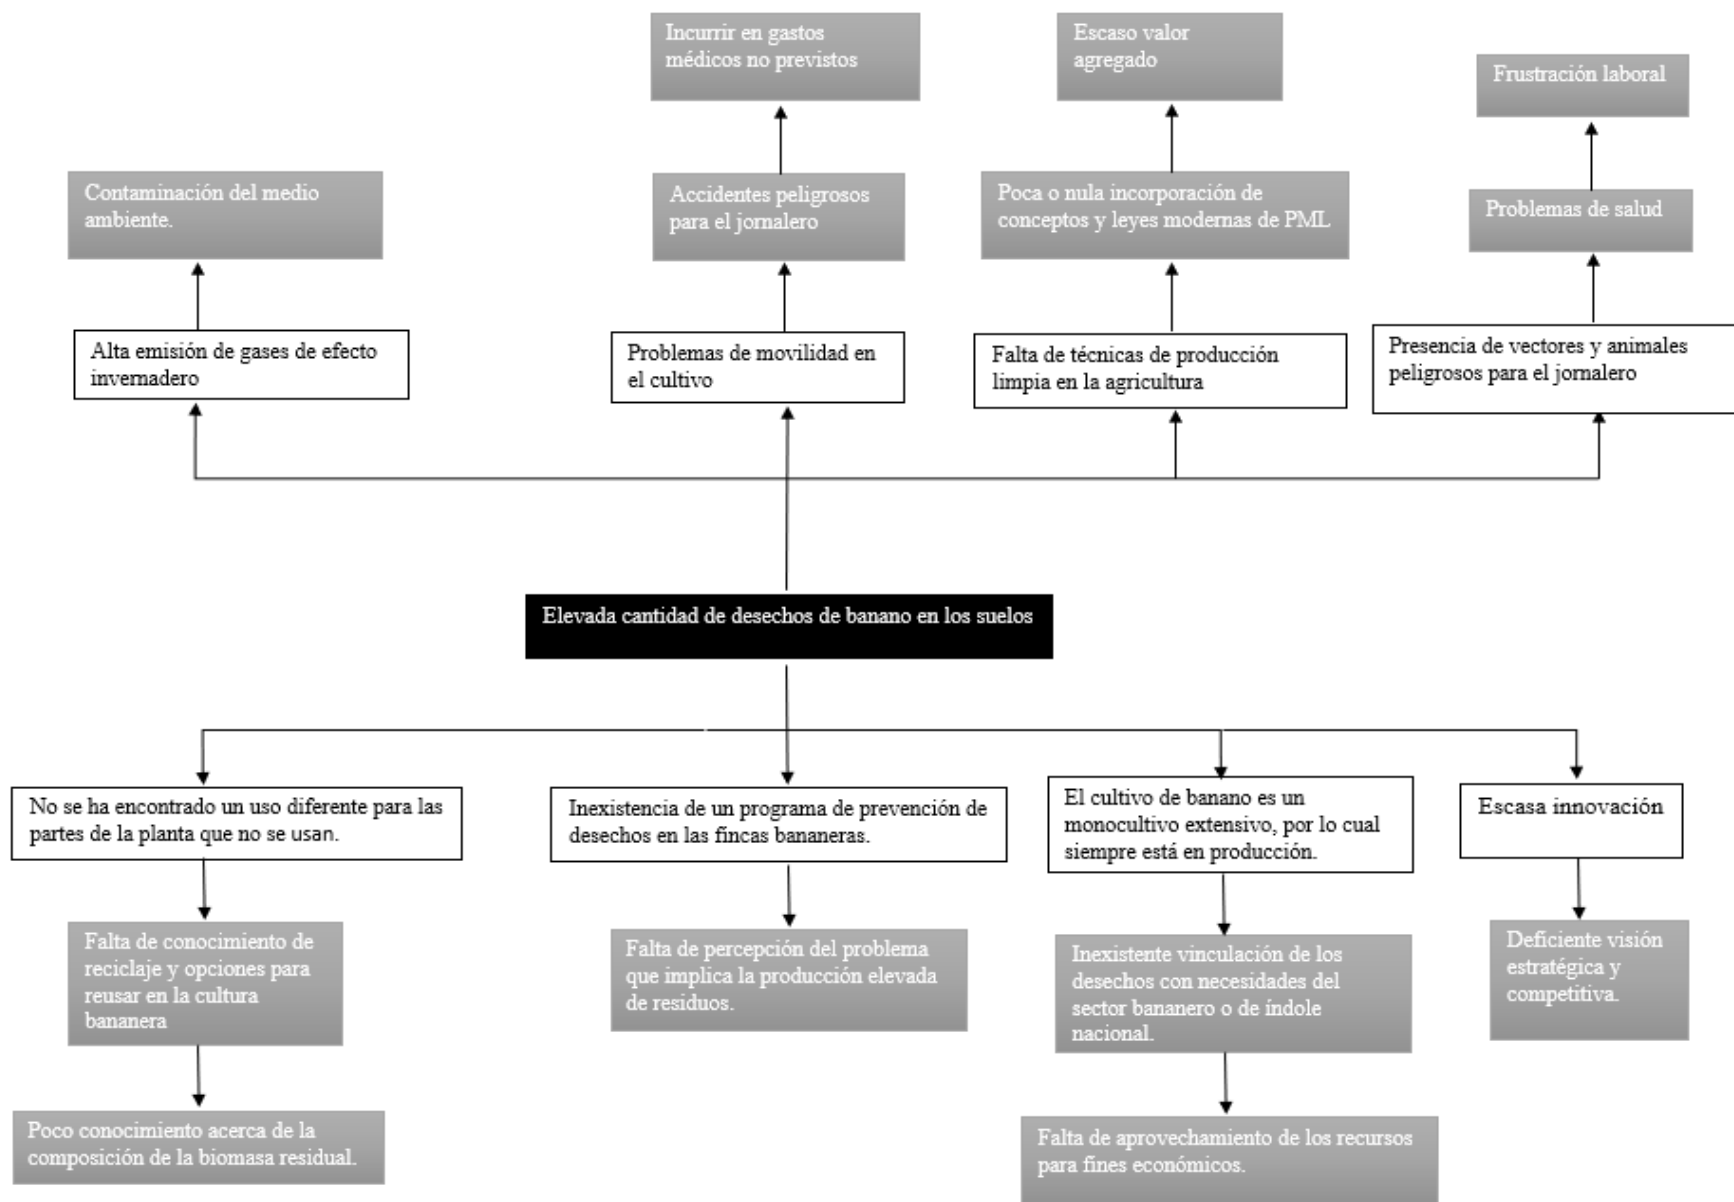 Incurrir en gastos
médicos no previstos
Escaso valor
agregado
Frustración laboral
Contaminación del medio
ambiente.
Accidentes peligrosos
para el jornalero
Poca o nula incorporación de
conceptos y leyes modernas de PML
Problemas de salud
Alta emisión de gases de efecto
invernadero
Problemas de movilidad en
el cultivo
Falta de técnicas de producción
limpia en la agricultura
Presencia de vectores y animales
peligrosos para el jornalero
Elevada cantidad de desechos de banano en los suelos
No se ha encontrado un uso diferente para las
partes de la planta que no se usan.
Inexistencia de un programa de prevención de
desechos en las fincas bananeras.
El cultivo de banano es un
monocultivo extensivo, por lo cual
siempre está en producción.
Escasa innovación
Falta de conocimiento de
reciclaje y opciones para
reusar en la cultura
bananera
Falta de percepción del problema
que implica la producción elevada
de residuos.
Inexistente vinculación de los
desechos con necesidades del
sector bananero o de índole
nacional.
Deficiente visión
estratégica y
competitiva.
Poco conocimiento acerca de la
composición de la biomasa residual.
Falta de aprovechamiento de los recursos
para fines económicos.